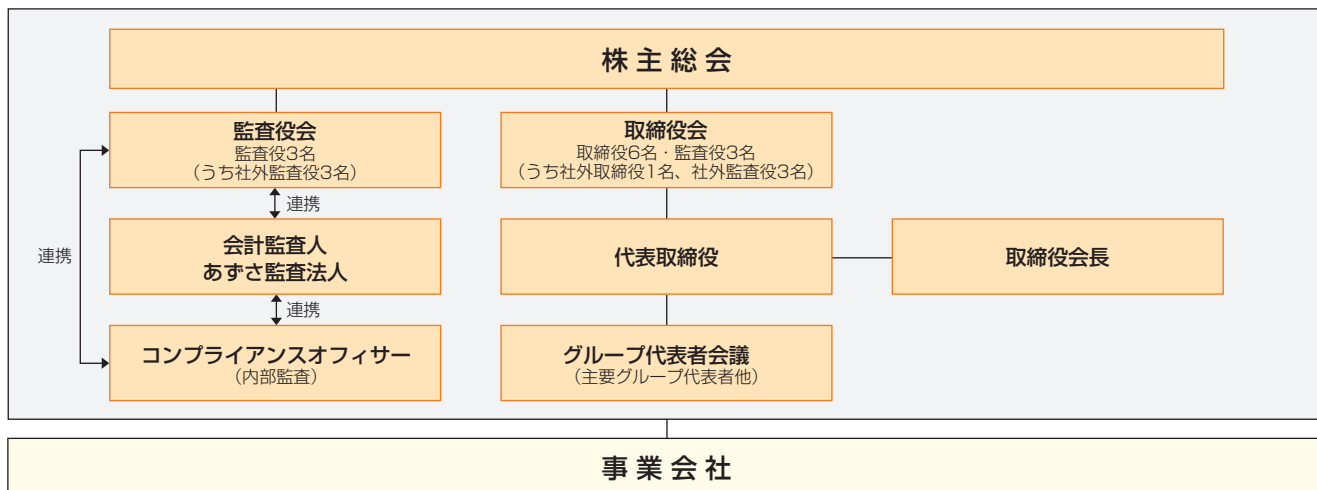 株主総会
監査役会
監査役3名
(うち社外監査役3名)
取締役会
取締役6名・監査役3名
(うち社外取締役1名、社外監査役3名)
連携
連携
会計監査人
あずさ監査法人
代表取締役
取締役会長
連携
コンプライアンスオフィサー
(内部監査)
グループ代表者会議
(主要グループ代表者他)
事業会社